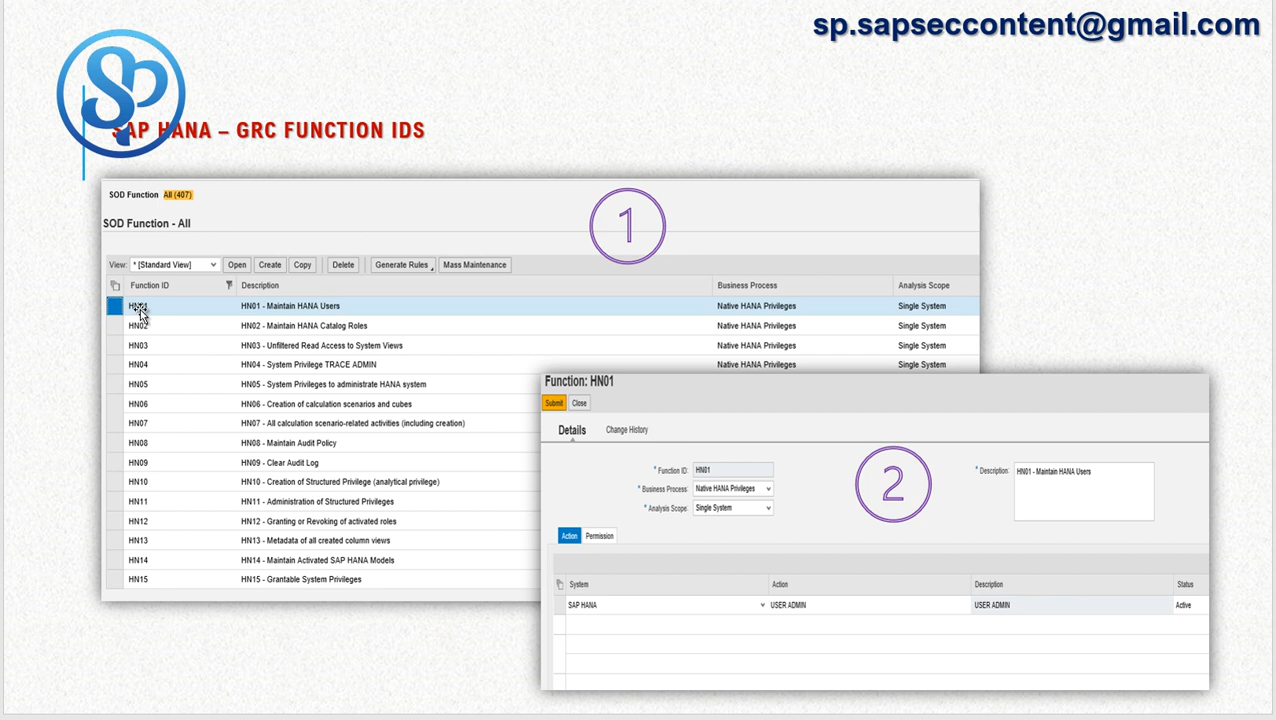 sp.sapseccontent@gmail.com
Sp
SAP HANA – GRC FUNCTION IDS
SOD Function All (407)
SOD Function - All
1
View: * [Standard View] Open Create Copy Delete Generate Rules Mass Maintenance
Function ID Description Business Process Analysis Scope
HN01 HN01 - Maintain HANA Users Native HANA Privileges Single System
HN02 HN02 - Maintain HANA Catalog Roles Native HANA Privileges Single System
HN03 HN03 - Unfiltered Read Access to System Views Native HANA Privileges Single System
HN04 HN04 - System Privilege TRACE ADMIN Native HANA Privileges Single System
HN05 HN05 - System Privileges to administrate HANA system
HN06 HN06 - Creation of calculation scenarios and cubes
HN07 HN07 - All calculation scenario-related activities (including creation)
HN08 HN08 - Maintain Audit Policy
HN09 HN09 - Clear Audit Log
HN10 HN10 - Creation of Structured Privilege (analytical privilege)
HN11 HN11 - Administration of Structured Privileges
HN12 HN12 - Granting or Revoking of activated roles
HN13 HN13 - Metadata of all created column views
HN14 HN14 - Maintain Activated SAP HANA Models
HN15 HN15 - Grantable System Privileges
Function: HN01
Submit Close
Details Change History
2
* Function ID: HN01 * Description: HN01 - Maintain HANA Users
* Business Process: Native HANA Privileges
* Analysis Scope: Single System
Action Permission
System Action Description Status
SAP HANA USER ADMIN USER ADMIN Active